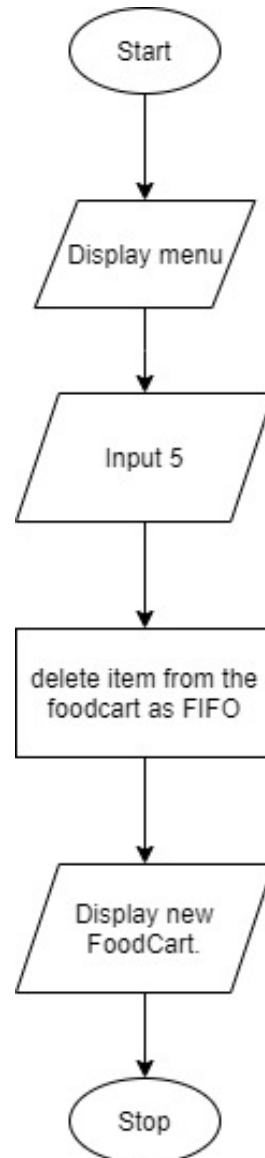 Start
Display menu
Input 5
delete item from the
foodcart as FIFO
Display new
FoodCart.
Stop